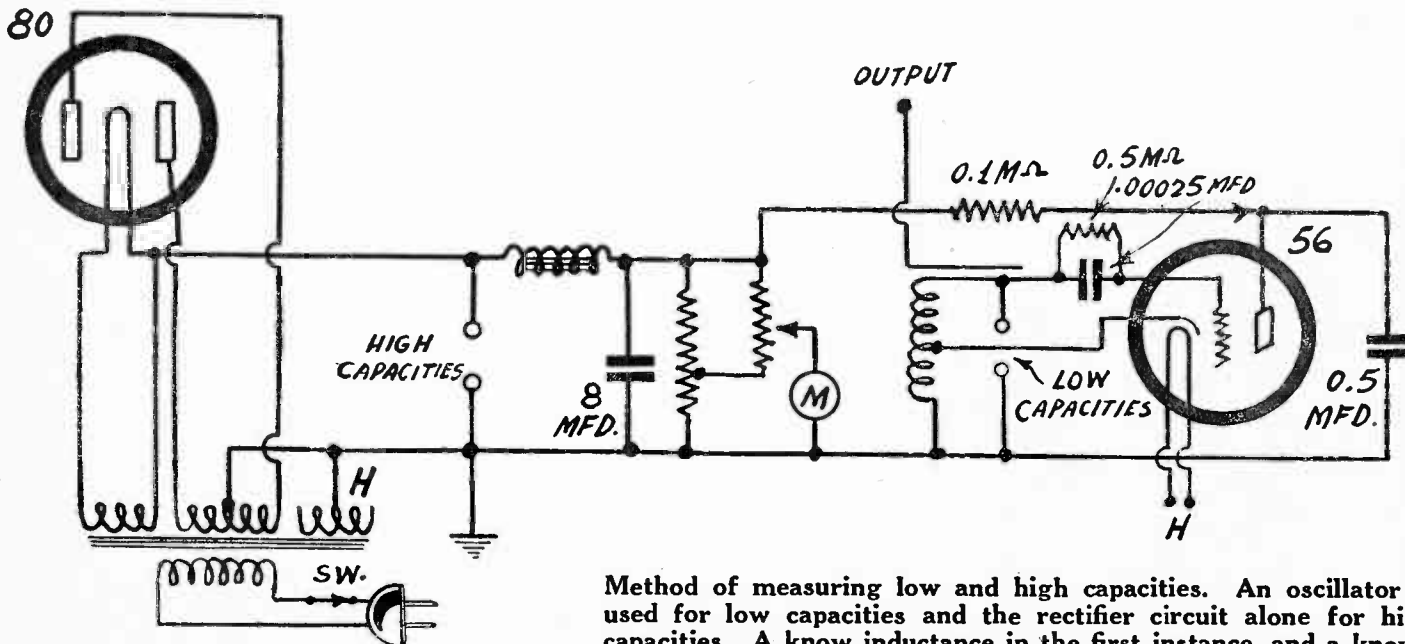 80
OUTPUT
0.1MΩ
0.5MΩ
.00025 MFD
56
HIGH
CAPACITIES
8
MFD.
M
LOW
CAPACITIES
0.5
MFD.
H
H
SW.
Method of measuring low and high capacities. An oscillator
used for low capacities and the rectifier circuit alone for hi
capacities. A know inductance in the first instance, and a know